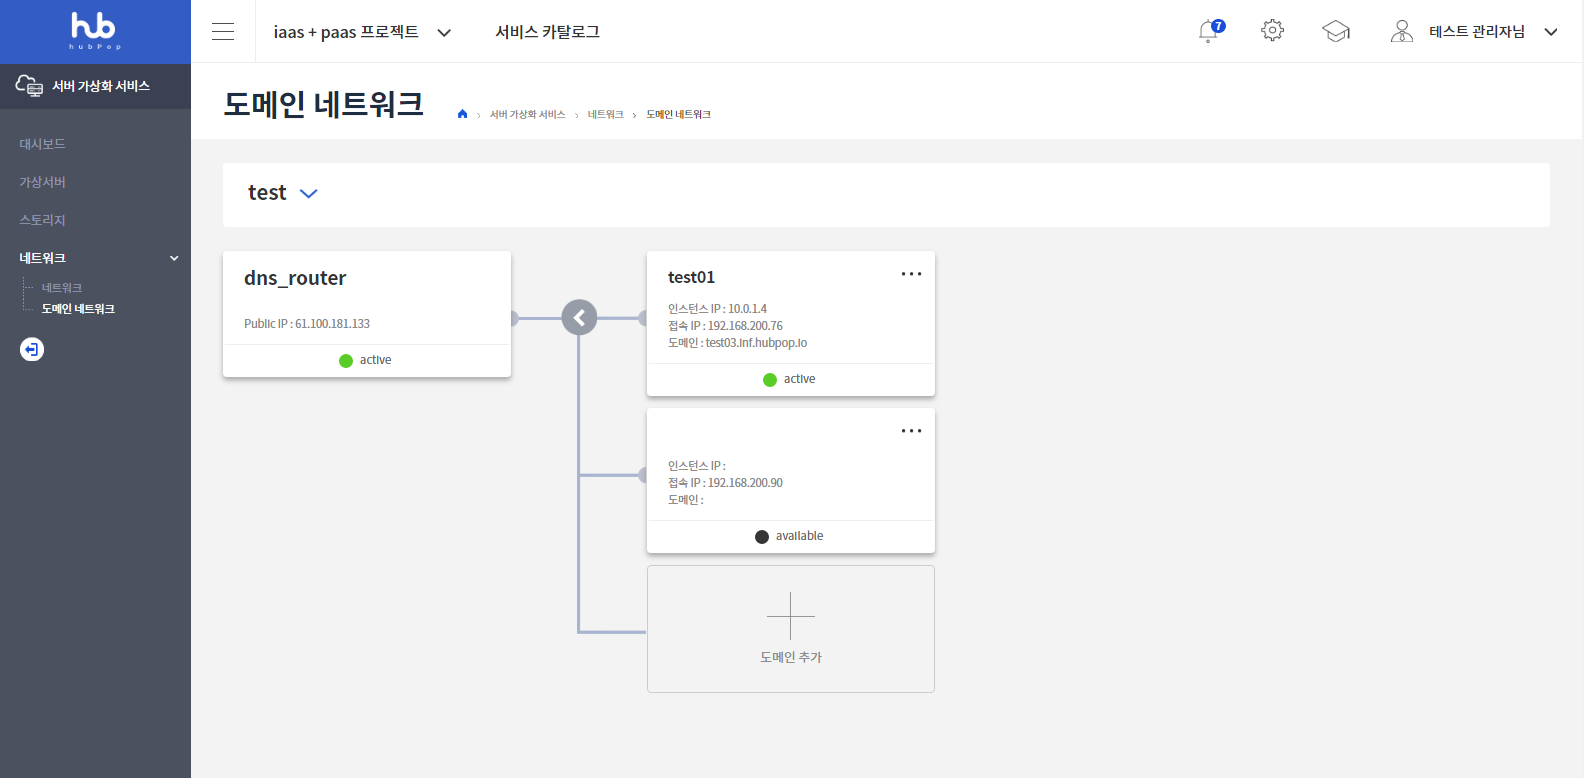 hub
hubPop
iaas + paas 프로젝트
서비스 카탈로그
7
테스트 관리자님
서버 가상화 서비스
대시보드
가상서버
스토리지
네트워크
네트워크
도메인 네트워크
도메인 네트워크
서버 가상화 서비스 > 네트워크 > 도메인 네트워크
test
dns_router
Public IP : 61.100.181.133
active
test01
인스턴스 IP : 10.0.1.4
접속 IP : 192.168.200.76
도메인 : test03.inf.hubpop.io
active
인스턴스 IP :
접속 IP : 192.168.200.90
도메인 :
available
도메인 추가